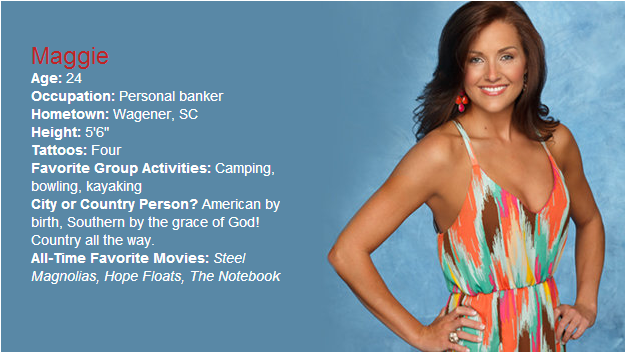 Maggie
Age: 24
Occupation: Personal banker
Hometown: Wagener, SC
Height: 5'6"
Tattoos: Four
Favorite Group Activities: Camping,
bowling, kayaking
City or Country Person? American by
birth, Southern by the grace of God!
Country all the way.
All-Time Favorite Movies: Steel
Magnolias, Hope Floats, The Notebook